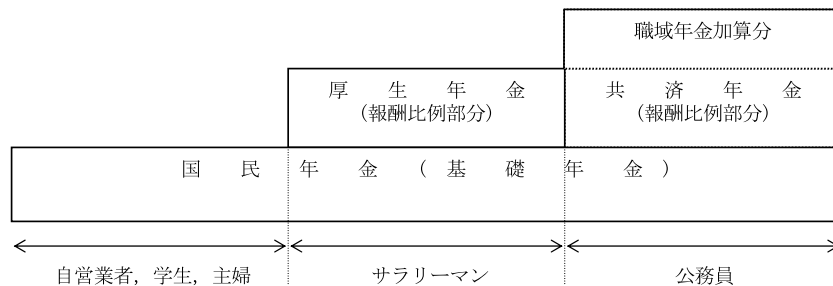 職域年金加算分
厚生年金
(報酬比例部分)
共済年金
(報酬比例部分)
国民年金(基礎年金)
自営業者,学生,主婦
サラリーマン
公務員